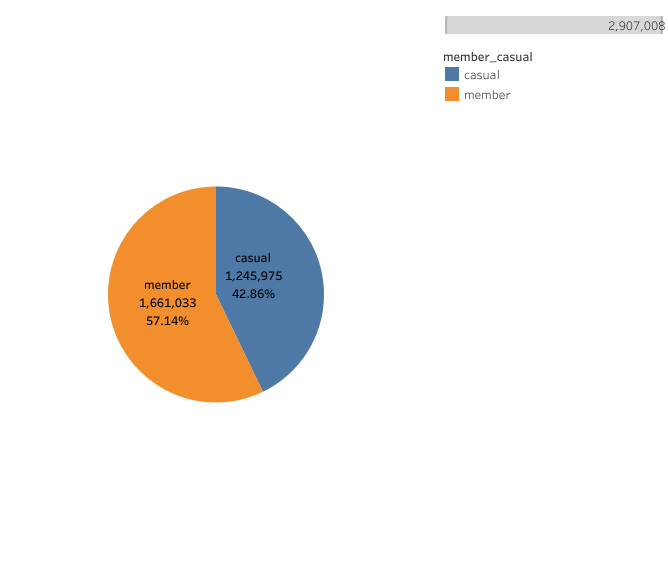 2,907,008
member_casual
casual
member
casual
1,245,975
42.86%
member
1,661,033
57.14%